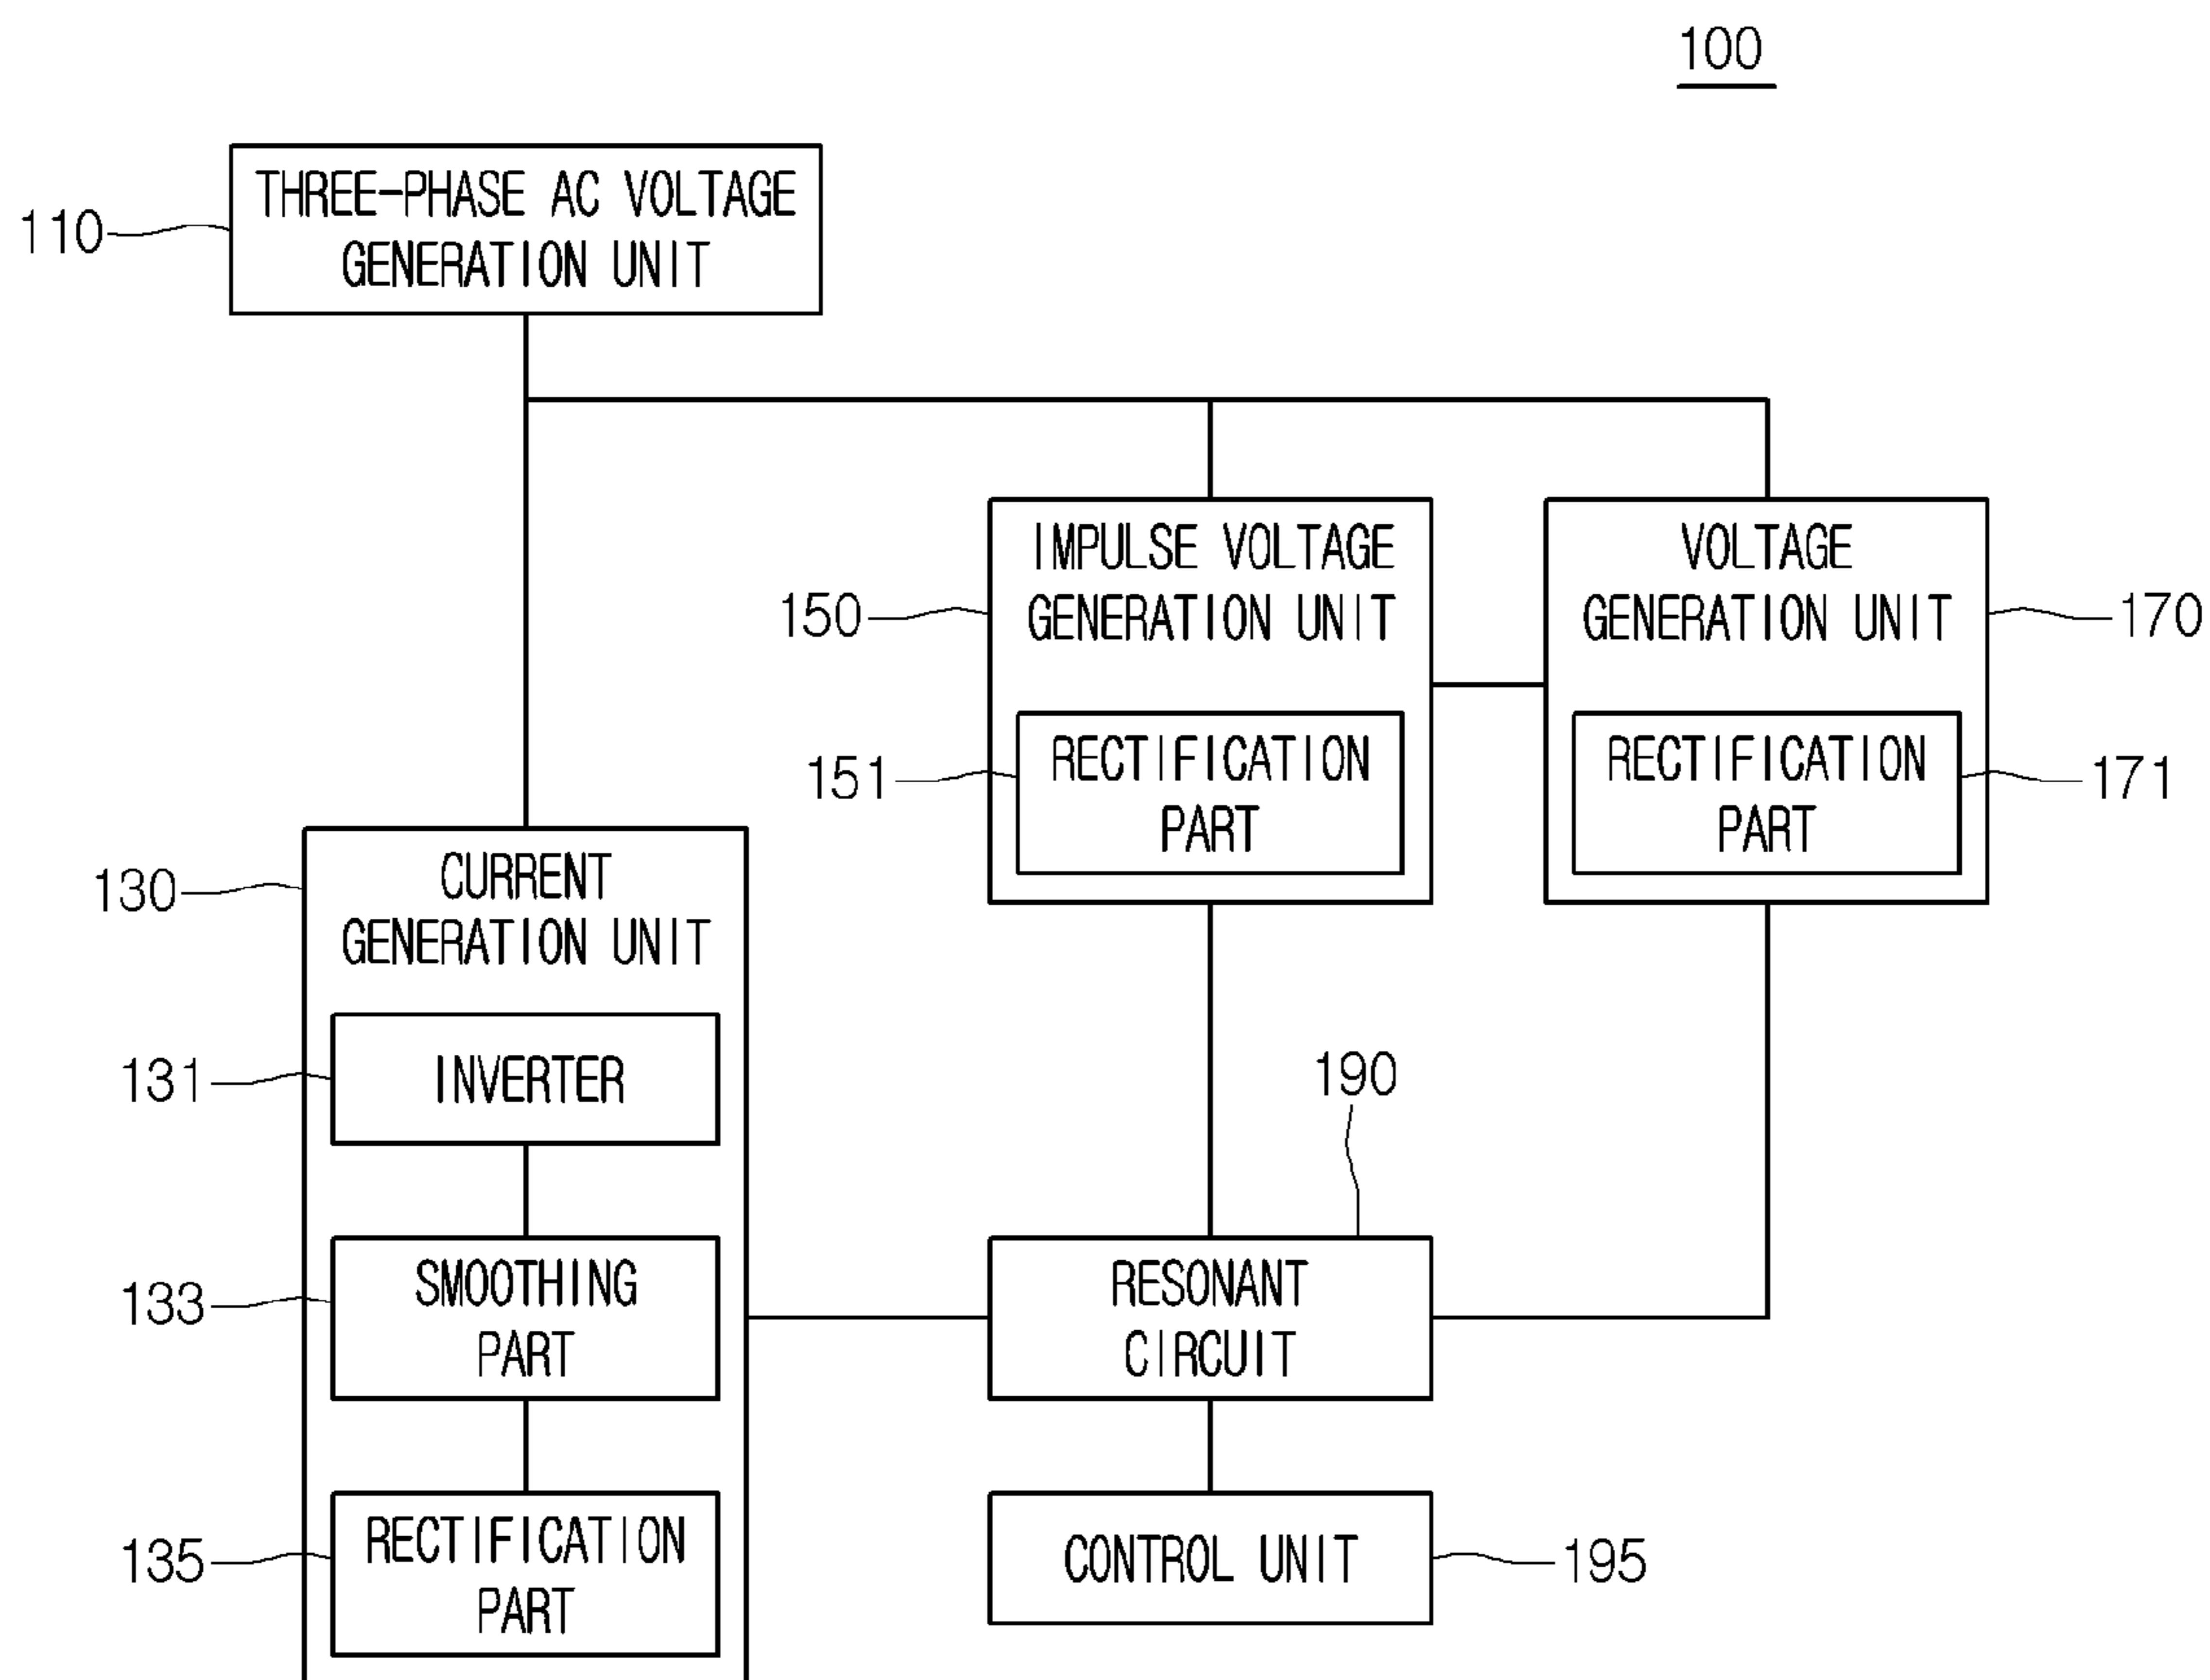 100
THREE-PHASE AC VOLTAGE
GENERATION UNIT
110
IMPULSE VOLTAGE
GENERATION UNIT
150
RECTIFICATION
PART
151
VOLTAGE
GENERATION UNIT
170
RECTIFICATION
PART
171
CURRENT
GENERATION UNIT
130
INVERTER
131
SMOOTHING
PART
133
RECTIFICATION
PART
135
190
RESONANT
CIRCUIT
CONTROL UNIT
195